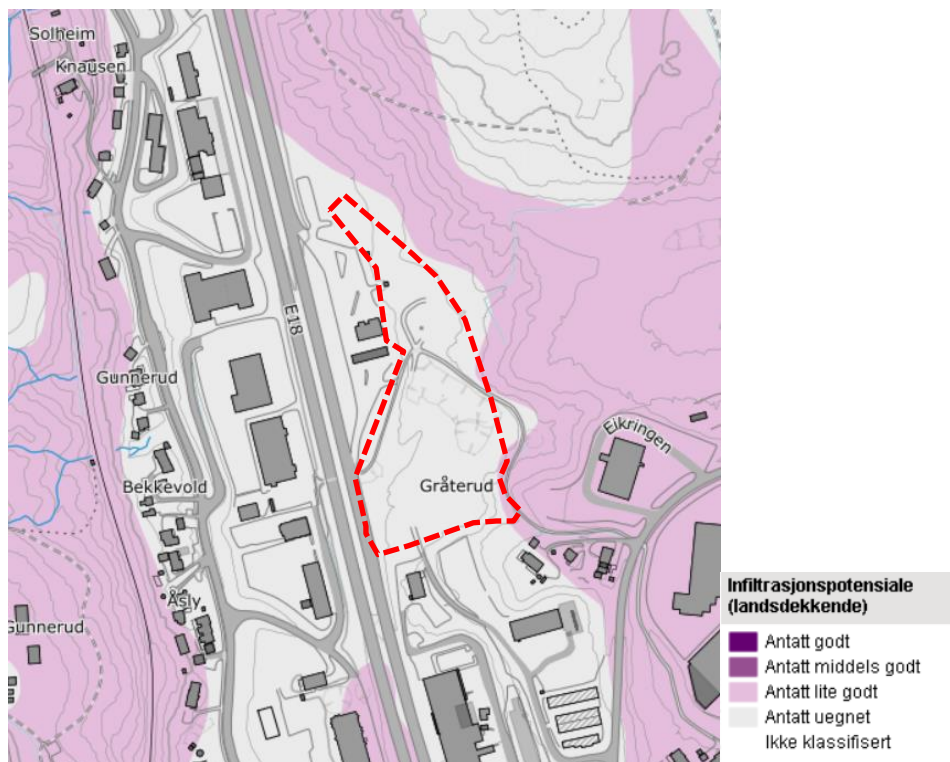 Solheim
Knausen
E18
Gunnerud
Eikringen
Bekkevold
Gråterud
Åsly
Gunnerud
Infiltrasjonspotensiale
(landsdekkende)
Antatt godt
Antatt middels godt
Antatt lite godt
Antatt uegnet
Ikke klassifisert